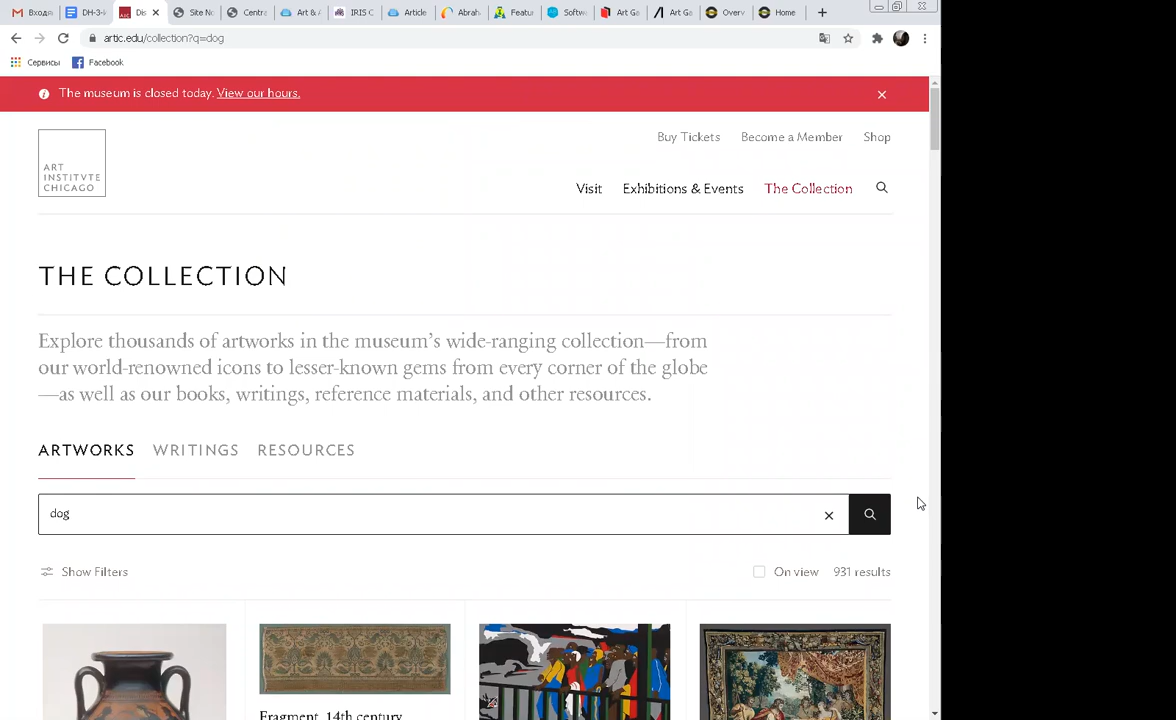 Входя
DH-3-i
Dis
Site No
Centra
Art & A
IRIS C
Article
Abrah
Featu
Softw
Art Ga
Art Ga
Overv
Home
artic.edu/collection?q=dog
Сервисы
Facebook
The museum is closed today. View our hours.
ART
INSTITVTE
CHICAGO
Buy Tickets
Become a Member
Shop
Visit
Exhibitions & Events
The Collection
THE COLLECTION
Explore thousands of artworks in the museum's wide-ranging collection—from
our world-renowned icons to lesser-known gems from every corner of the globe
—as well as our books, writings, reference materials, and other resources.
ARTWORKS
WRITINGS
RESOURCES
dog
Show Filters
On view
931 results
Fragment, 14th century